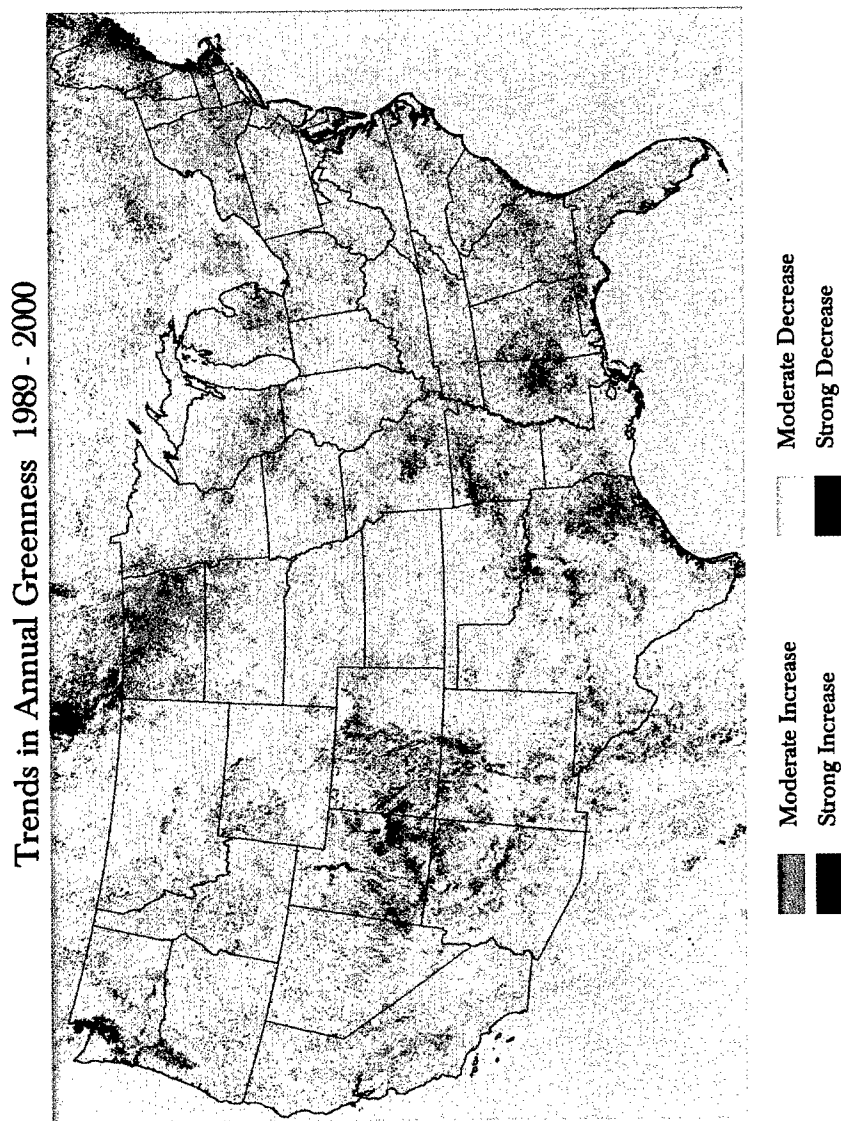 Trends in Annual Greenness 1989 - 2000
Moderate Increase
Strong Increase
Moderate Decrease
Strong Decrease